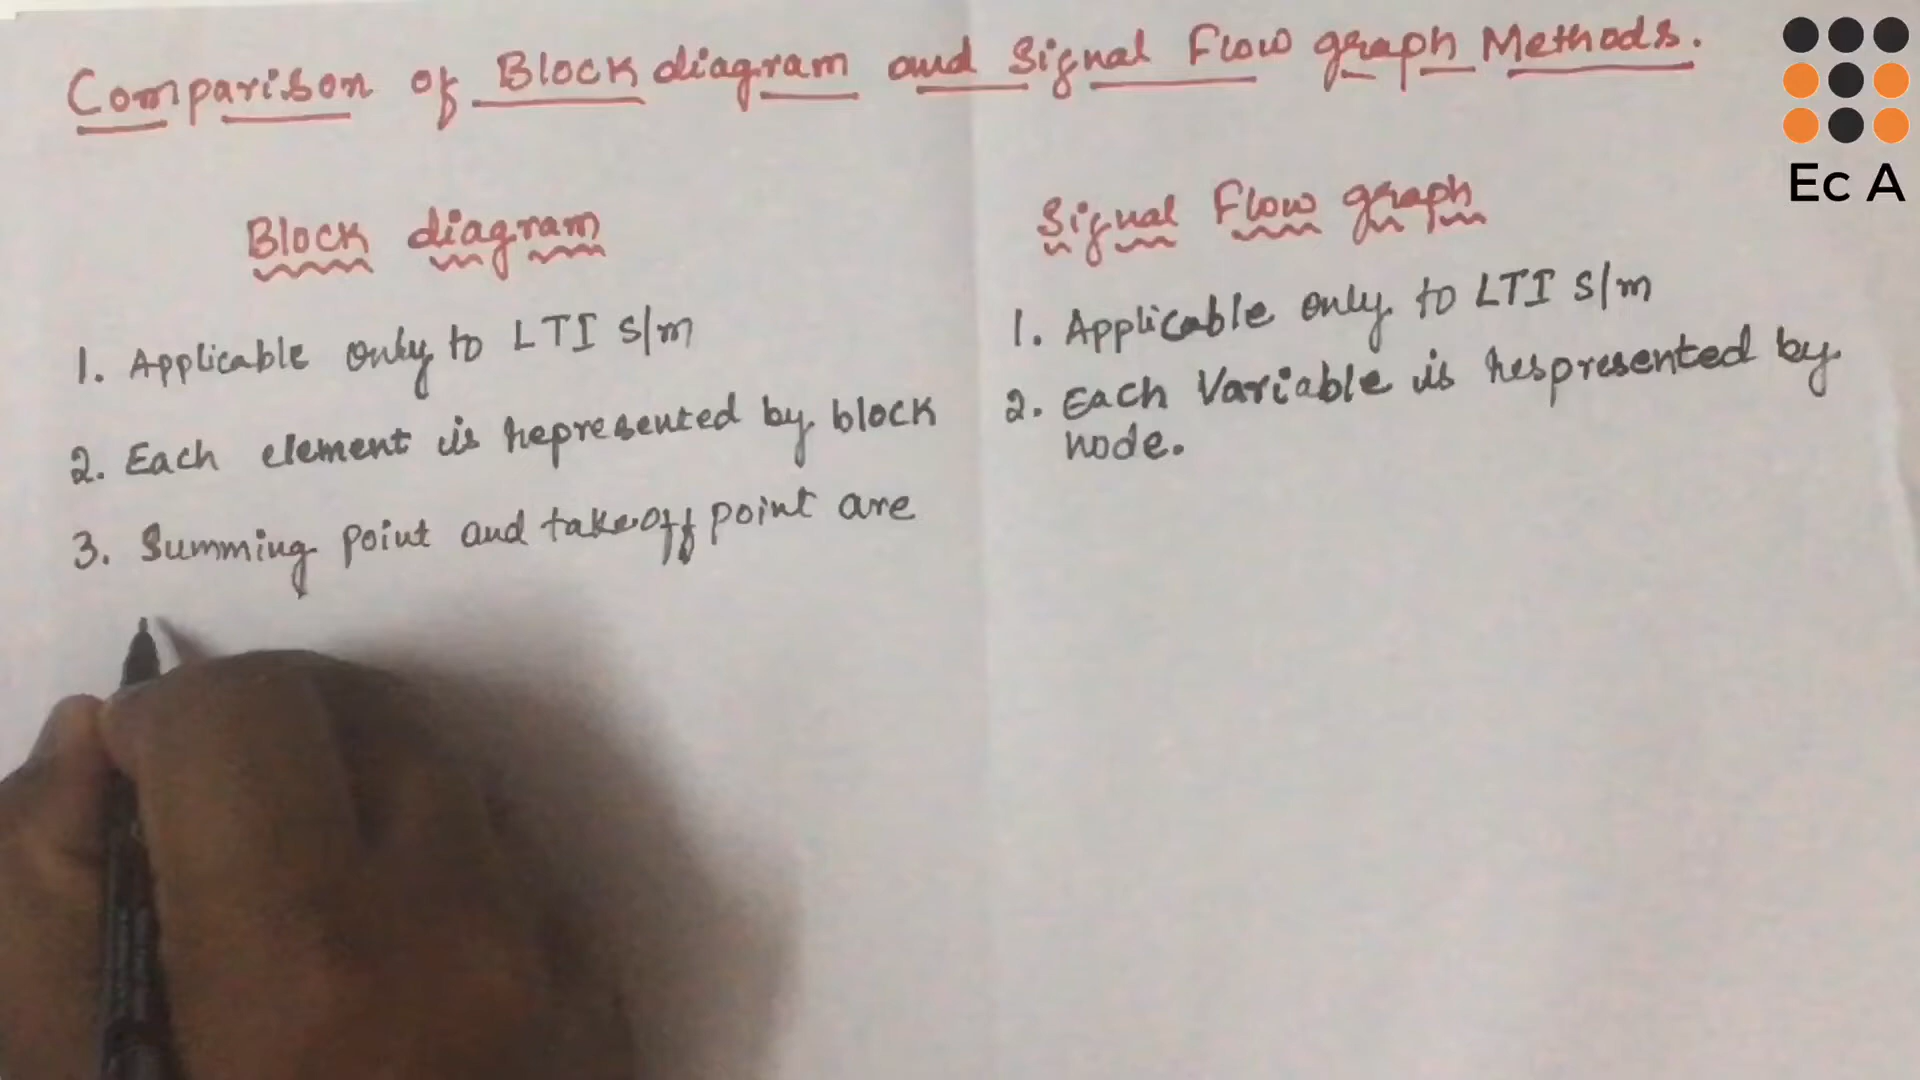 Comparison of Block diagram and Signal Flow graph Methods.
Ec A
Block diagram
1. Applicable only to LTI s/m
2. Each element is represented by block
3. Summing point and takeoff point are
Signal Flow graph
1. Applicable only to LTI s/m
2. Each Variable is respresented by
node.